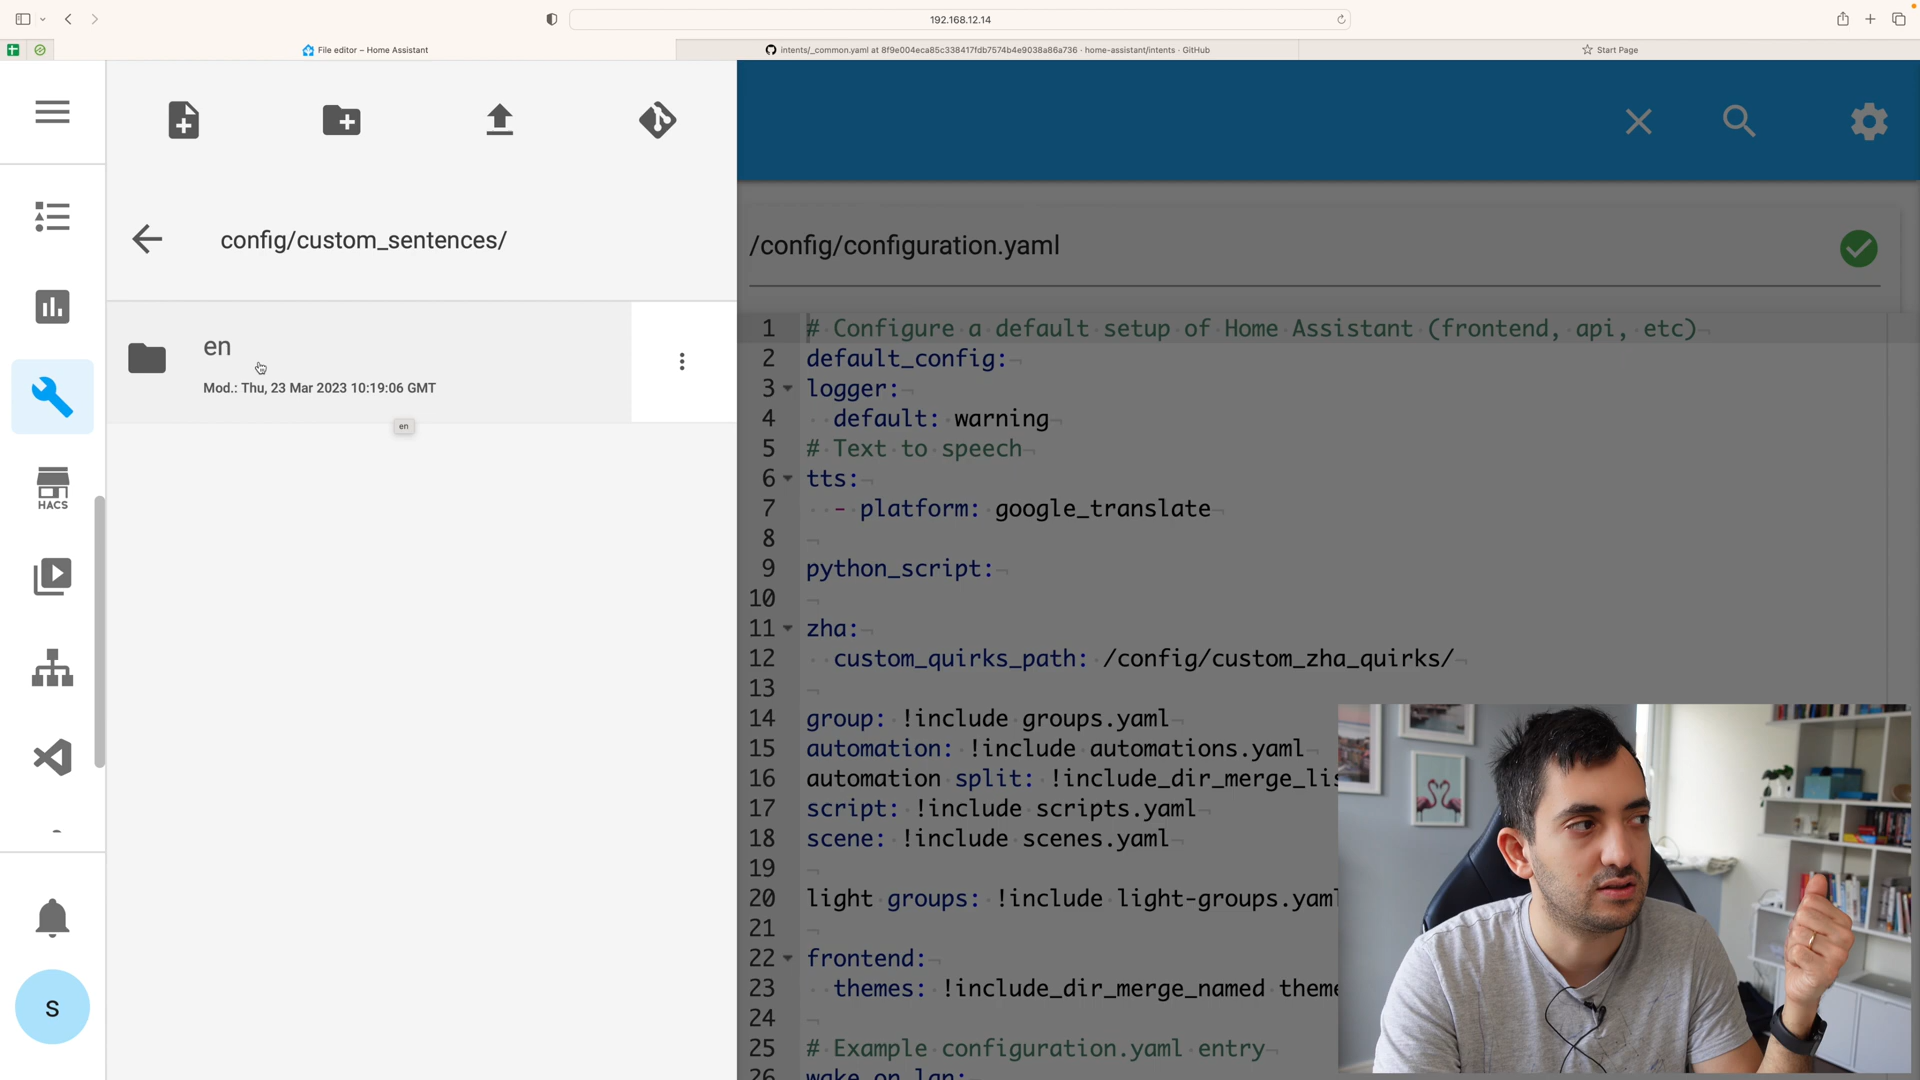 192.168.12.14
File editor – Home Assistant
intents/_common.yaml at 8f9e004eca85c338417fdb7574b4e9038a86a736 · home-assistant/intents · GitHub
Start Page
config/custom_sentences/
en
Mod.: Thu, 23 Mar 2023 10:19:06 GMT
en
HACS
S
/config/configuration.yaml
1 # Configure a default setup of Home Assistant (frontend, api, etc)
2 default_config:
3 logger:
4 default: warning
5 # Text to speech
6 tts:
7 - platform: google_translate
8
9 python_script:
10
11 zha:
12 custom_quirks_path: /config/custom_zha_quirks/
13
14 group: !include groups.yaml
15 automation: !include automations.yaml
16 automation split: !include_dir_merge_lis
17 script: !include scripts.yaml
18 scene: !include scenes.yaml
19
20 light groups: !include light-groups.yaml
21
22 frontend:
23 themes: !include_dir_merge_named theme
24
25 # Example configuration.yaml entry
26 wake_on_lan: